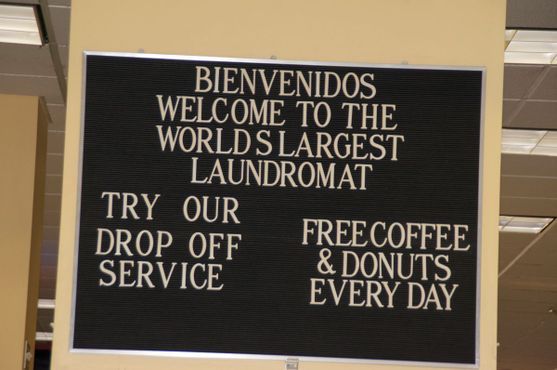 BIENVENIDOS
WELCOME TO THE
WORLDS LARGEST
LAUNDROMAT
TRY OUR
DROP OFF
SERVICE
FREE COFFEE
& DONUTS
EVERY DAY